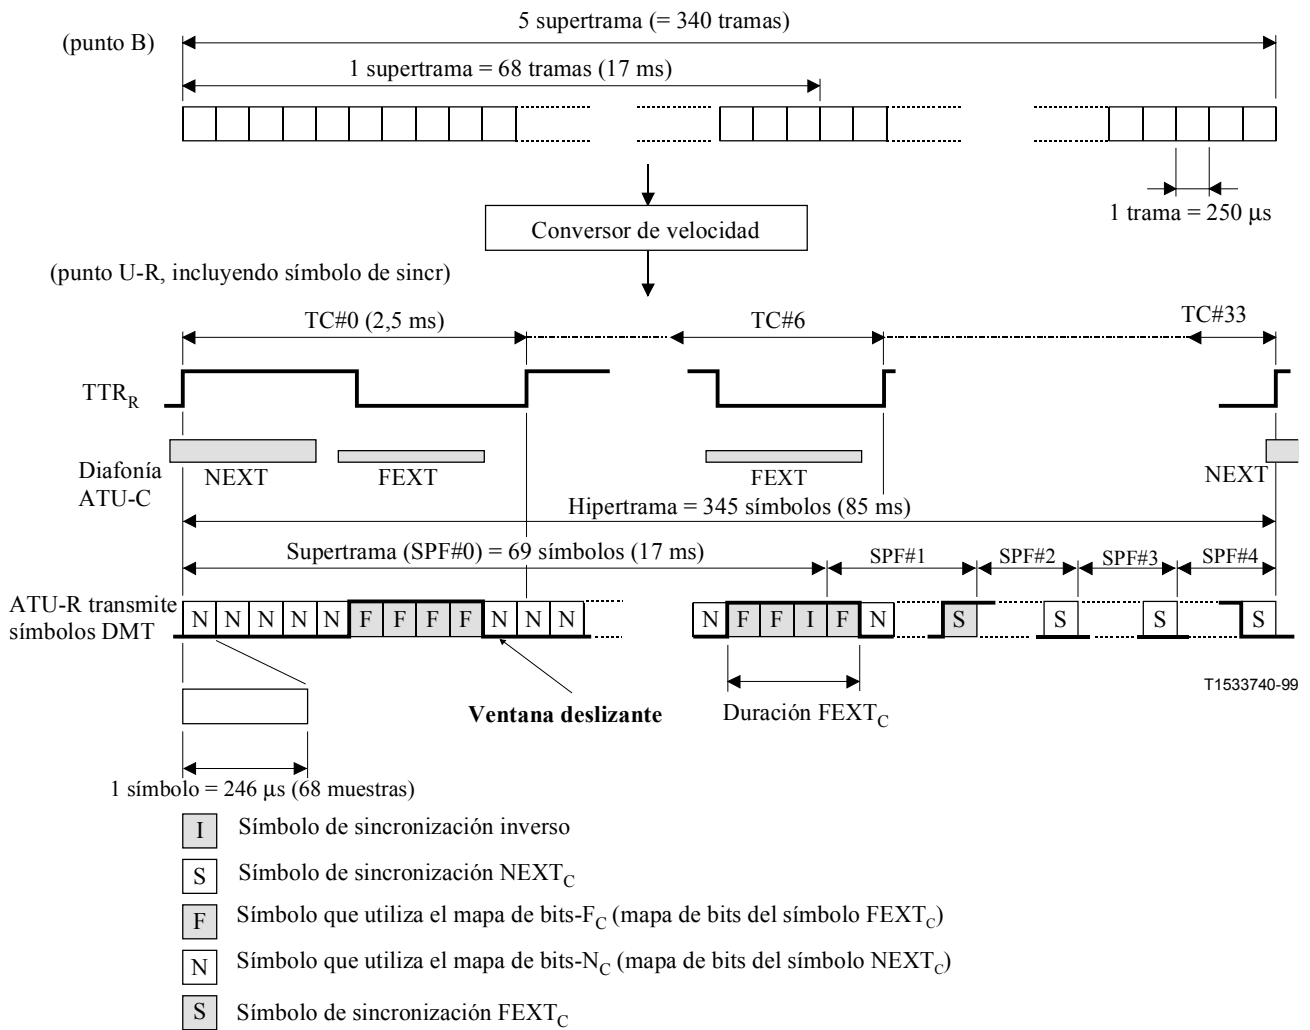 5 supertrama (= 340 tramas)
(punto B)
1 supertrama = 68 tramas (17 ms)
1 trama = 250 µs
Conversor de velocidad
(punto U-R, incluyendo símbolo de sincr)
TC#0 (2,5 ms)
TC#6
TC#33
TTR_R
Diafonía
ATU-C
NEXT
FEXT
FEXT
NEXT
Hipertrama = 345 símbolos (85 ms)
Supertrama (SPF#0) = 69 símbolos (17 ms)
SPF#1
SPF#2
SPF#3
SPF#4
ATU-R transmite
símbolos DMT
N N N N N F F F F N N N
N F F I F N
S
S
S
S
T1533740-99
Ventana deslizante
Duración FEXT_C
1 símbolo = 246 µs (68 muestras)
I Símbolo de sincronización inverso
S Símbolo de sincronización NEXT_C
F Símbolo que utiliza el mapa de bits-F_C (mapa de bits del símbolo FEXT_C)
N Símbolo que utiliza el mapa de bits-N_C (mapa de bits del símbolo NEXT_C)
S Símbolo de sincronización FEXT_C